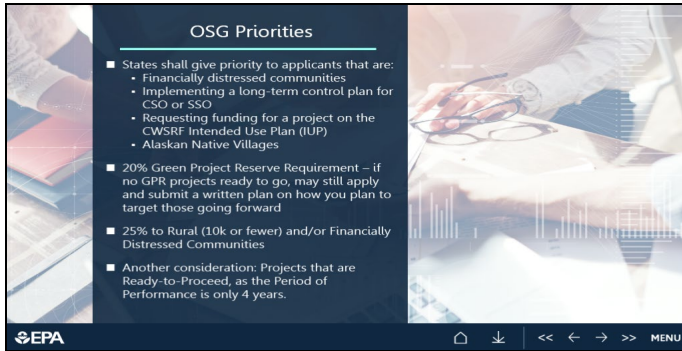 OSG Priorities
■ States shall give priority to applicants that are:
▪ Financially distressed communities
▪ Implementing a long-term control plan for
CSO or SSO
▪ Requesting funding for a project on the
CWSRF Intended Use Plan (IUP)
▪ Alaskan Native Villages
■ 20% Green Project Reserve Requirement – if
no GPR projects ready to go, may still apply
and submit a written plan on how you plan to
target those going forward
■ 25% to Rural (10k or fewer) and/or Financially
Distressed Communities
■ Another consideration: Projects that are
Ready-to-Proceed, as the Period of
Performance is only 4 years.
EPA
<< ← → >> MENU